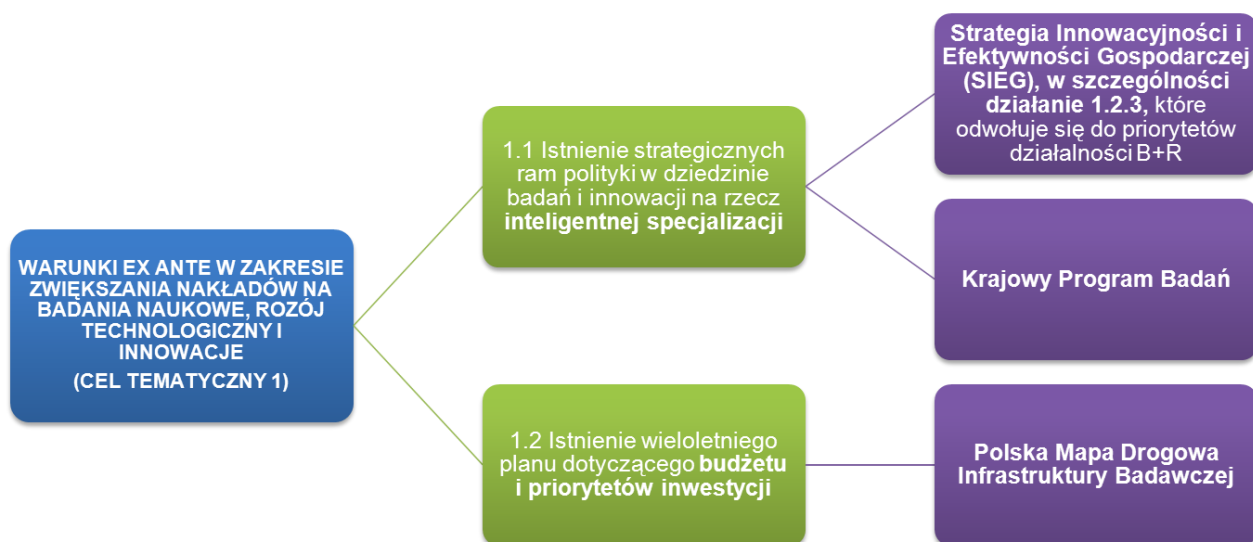 WARUNKI EX ANTE W ZAKRESIE
ZWIĘKSZANIA NAKŁADÓW NA
BADANIA NAUKOWE, ROZÓJ
TECHNOLOGICZNY I
INNOWACJE
(CEL TEMATYCZNY 1)
1.1 Istnienie strategicznych
ram polityki w dziedzinie
badań i innowacji na rzecz
inteligentnej specjalizacji
1.2 Istnienie wieloletniego
planu dotyczącego budżetu
i priorytetów inwestycji
Strategia Innowacyjności i
Efektywności Gospodarczej
(SIEG), w szczególności
działanie 1.2.3, które
odwołuje się do priorytetów
działalności B+R
Krajowy Program Badań
Polska Mapa Drogowa
Infrastruktury Badawczej